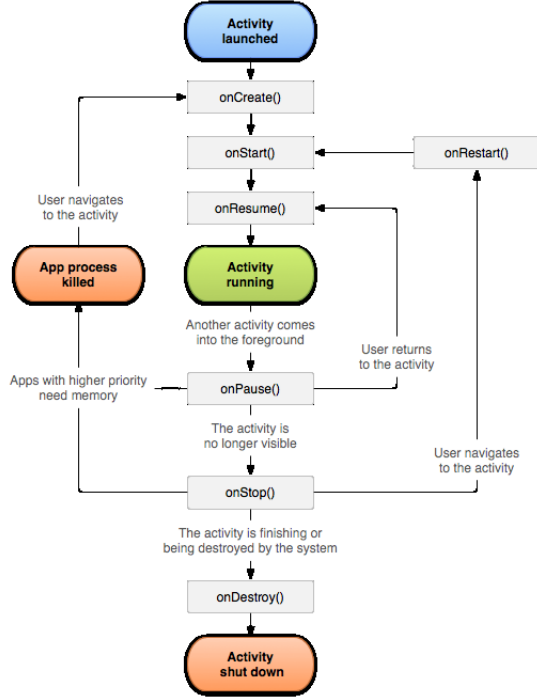 Activity
launched
onCreate()
onStart()
onRestart()
User navigates
to the activity
onResume()
App process
killed
Activity
running
Another activity comes
into the foreground
User returns
to the activity
Apps with higher priority
need memory
onPause()
The activity is
no longer visible
User navigates
to the activity
onStop()
The activity is finishing or
being destroyed by the system
onDestroy()
Activity
shut down